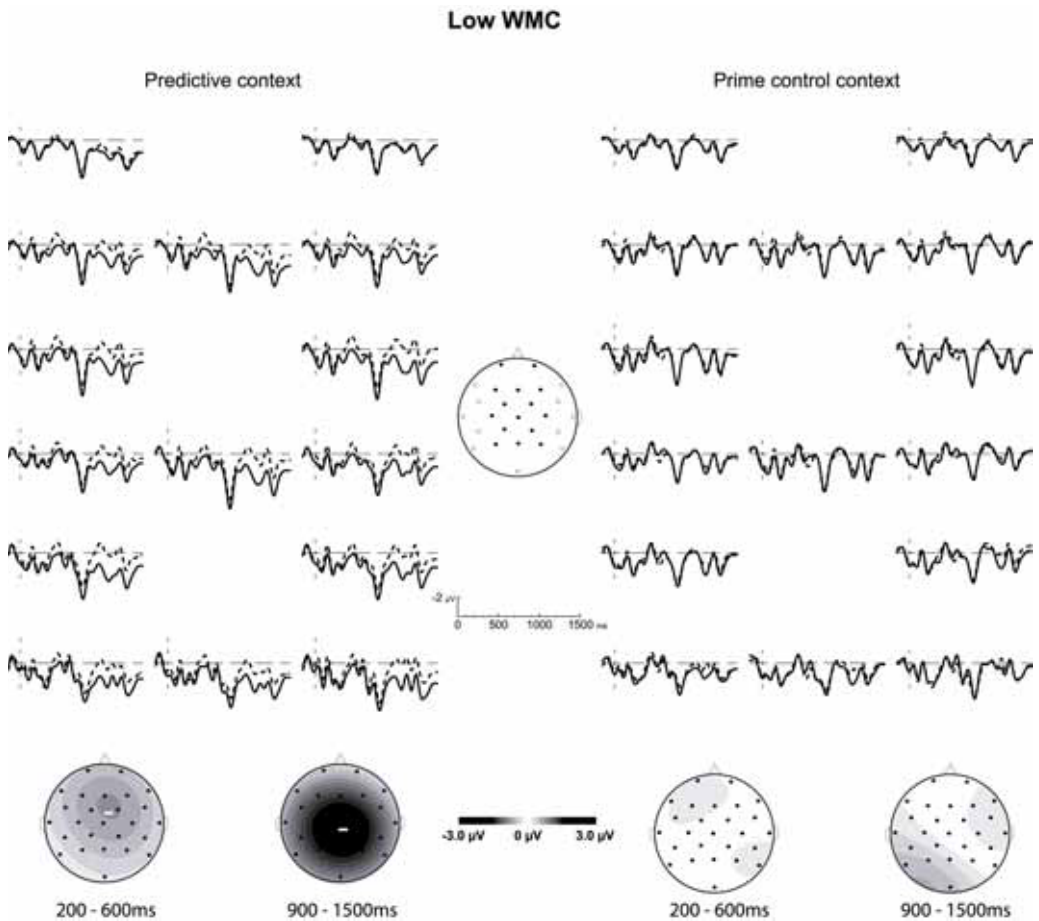 Low WMC
Predictive context
Prime control context
-2 μV
0 500 1000 1500 ms
-3.0 μV 0 μV 3.0 μV
200 - 600ms
900 - 1500ms
200 - 600ms
900 - 1500ms